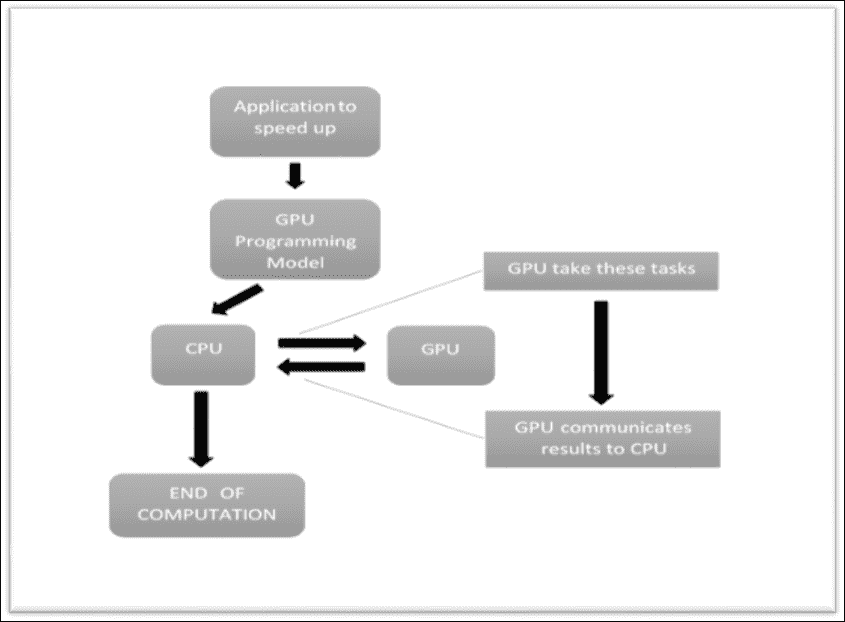 Application to
speed up
GPU
Programming
Model
GPU take these tasks
CPU
GPU
GPU communicates
results to CPU
END OF
COMPUTATION